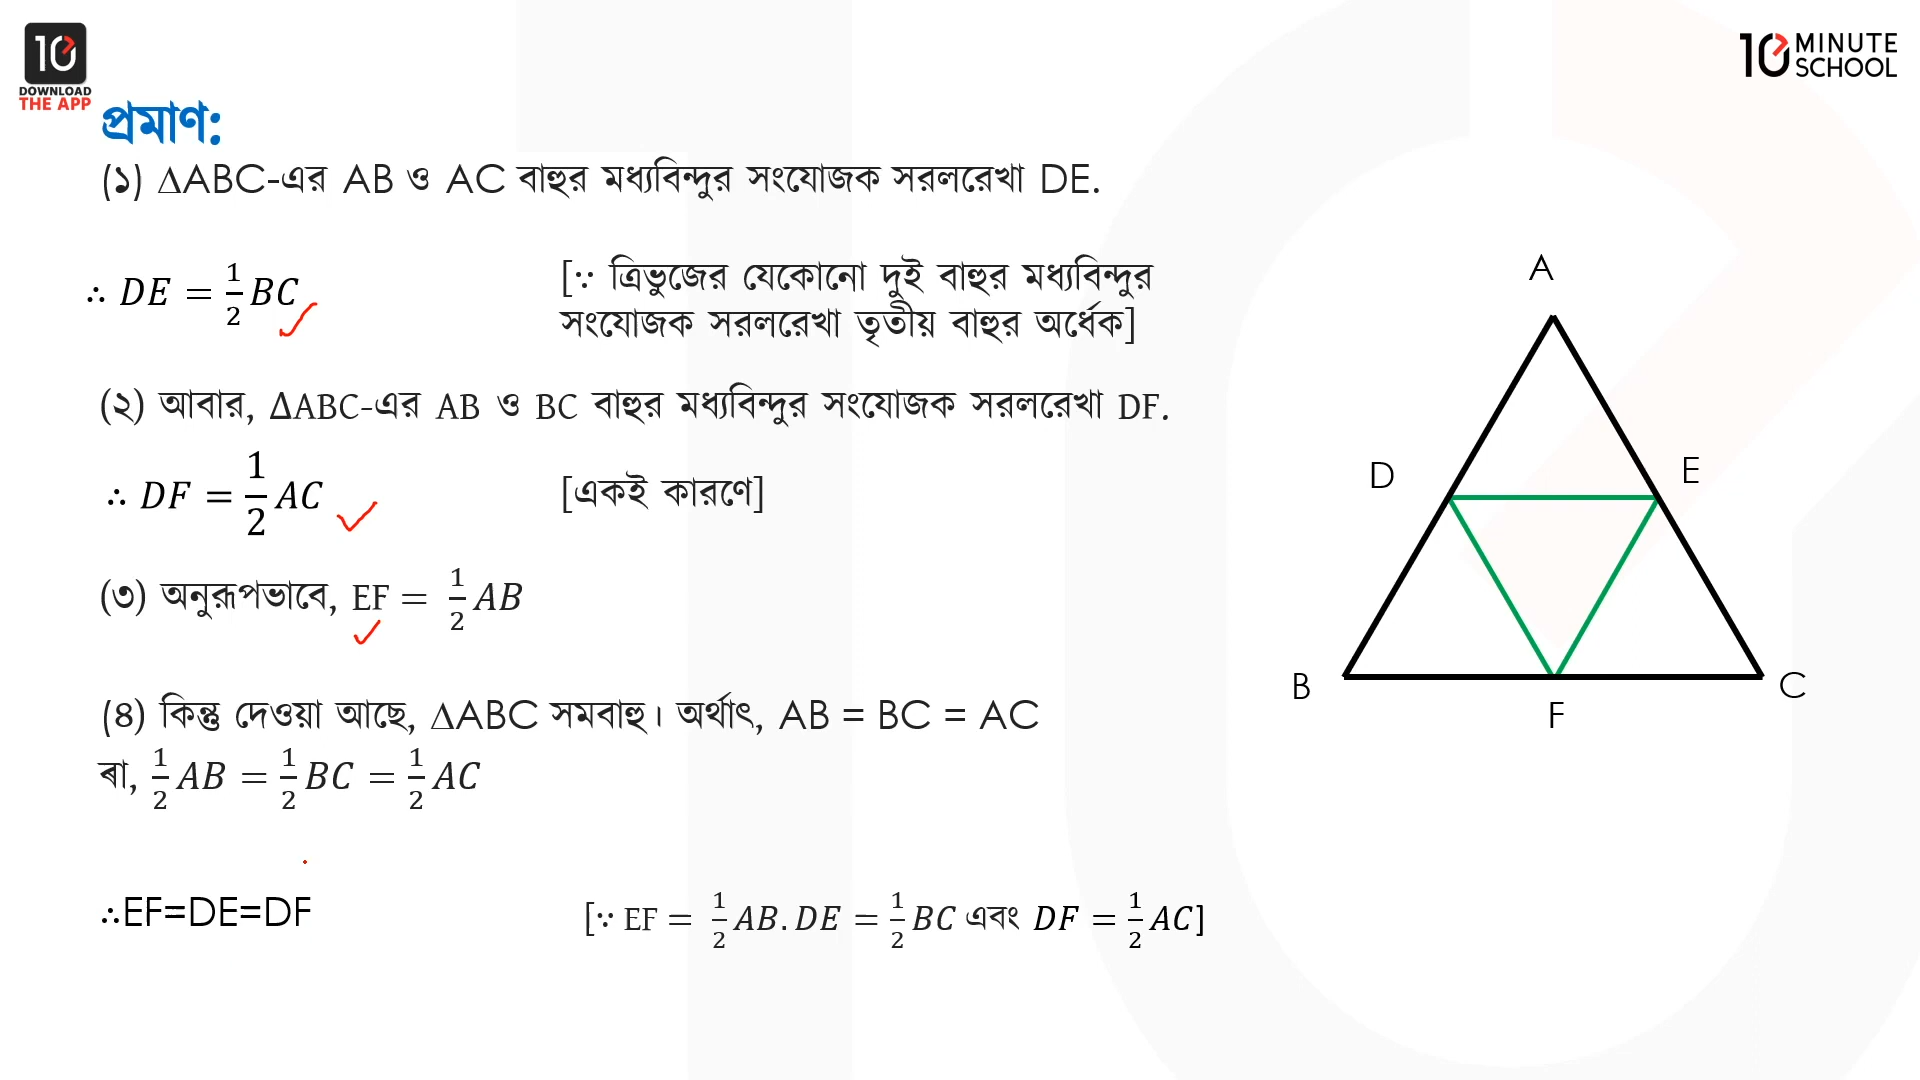 10
DOWNLOAD
THE APP
10 MINUTE
SCHOOL
প্রমাণ:
(১) ∆ABC-এর AB ও AC বাহুর মধ্যবিন্দুর সংযোজক সরলরেখা DE.
∴ DE = 1/2 BC
[∵ ত্রিভুজের যেকোনো দুই বাহুর মধ্যবিন্দুর
সংযোজক সরলরেখা তৃতীয় বাহুর অর্ধেক]
(২) আবার, ΔABC-এর AB ও BC বাহুর মধ্যবিন্দুর সংযোজক সরলরেখা DF.
∴ DF = 1/2 AC [একই কারণে]
(৩) অনুরূপভাবে, EF = 1/2 AB
(৪) কিন্তু দেওয়া আছে, ∆ABC সমবাহু। অর্থাৎ, AB = BC = AC
ৰা, 1/2 AB = 1/2 BC = 1/2 AC
∴EF=DE=DF [∵ EF = 1/2 AB. DE = 1/2 BC এবং DF = 1/2 AC]
A
D
E
B
C
F